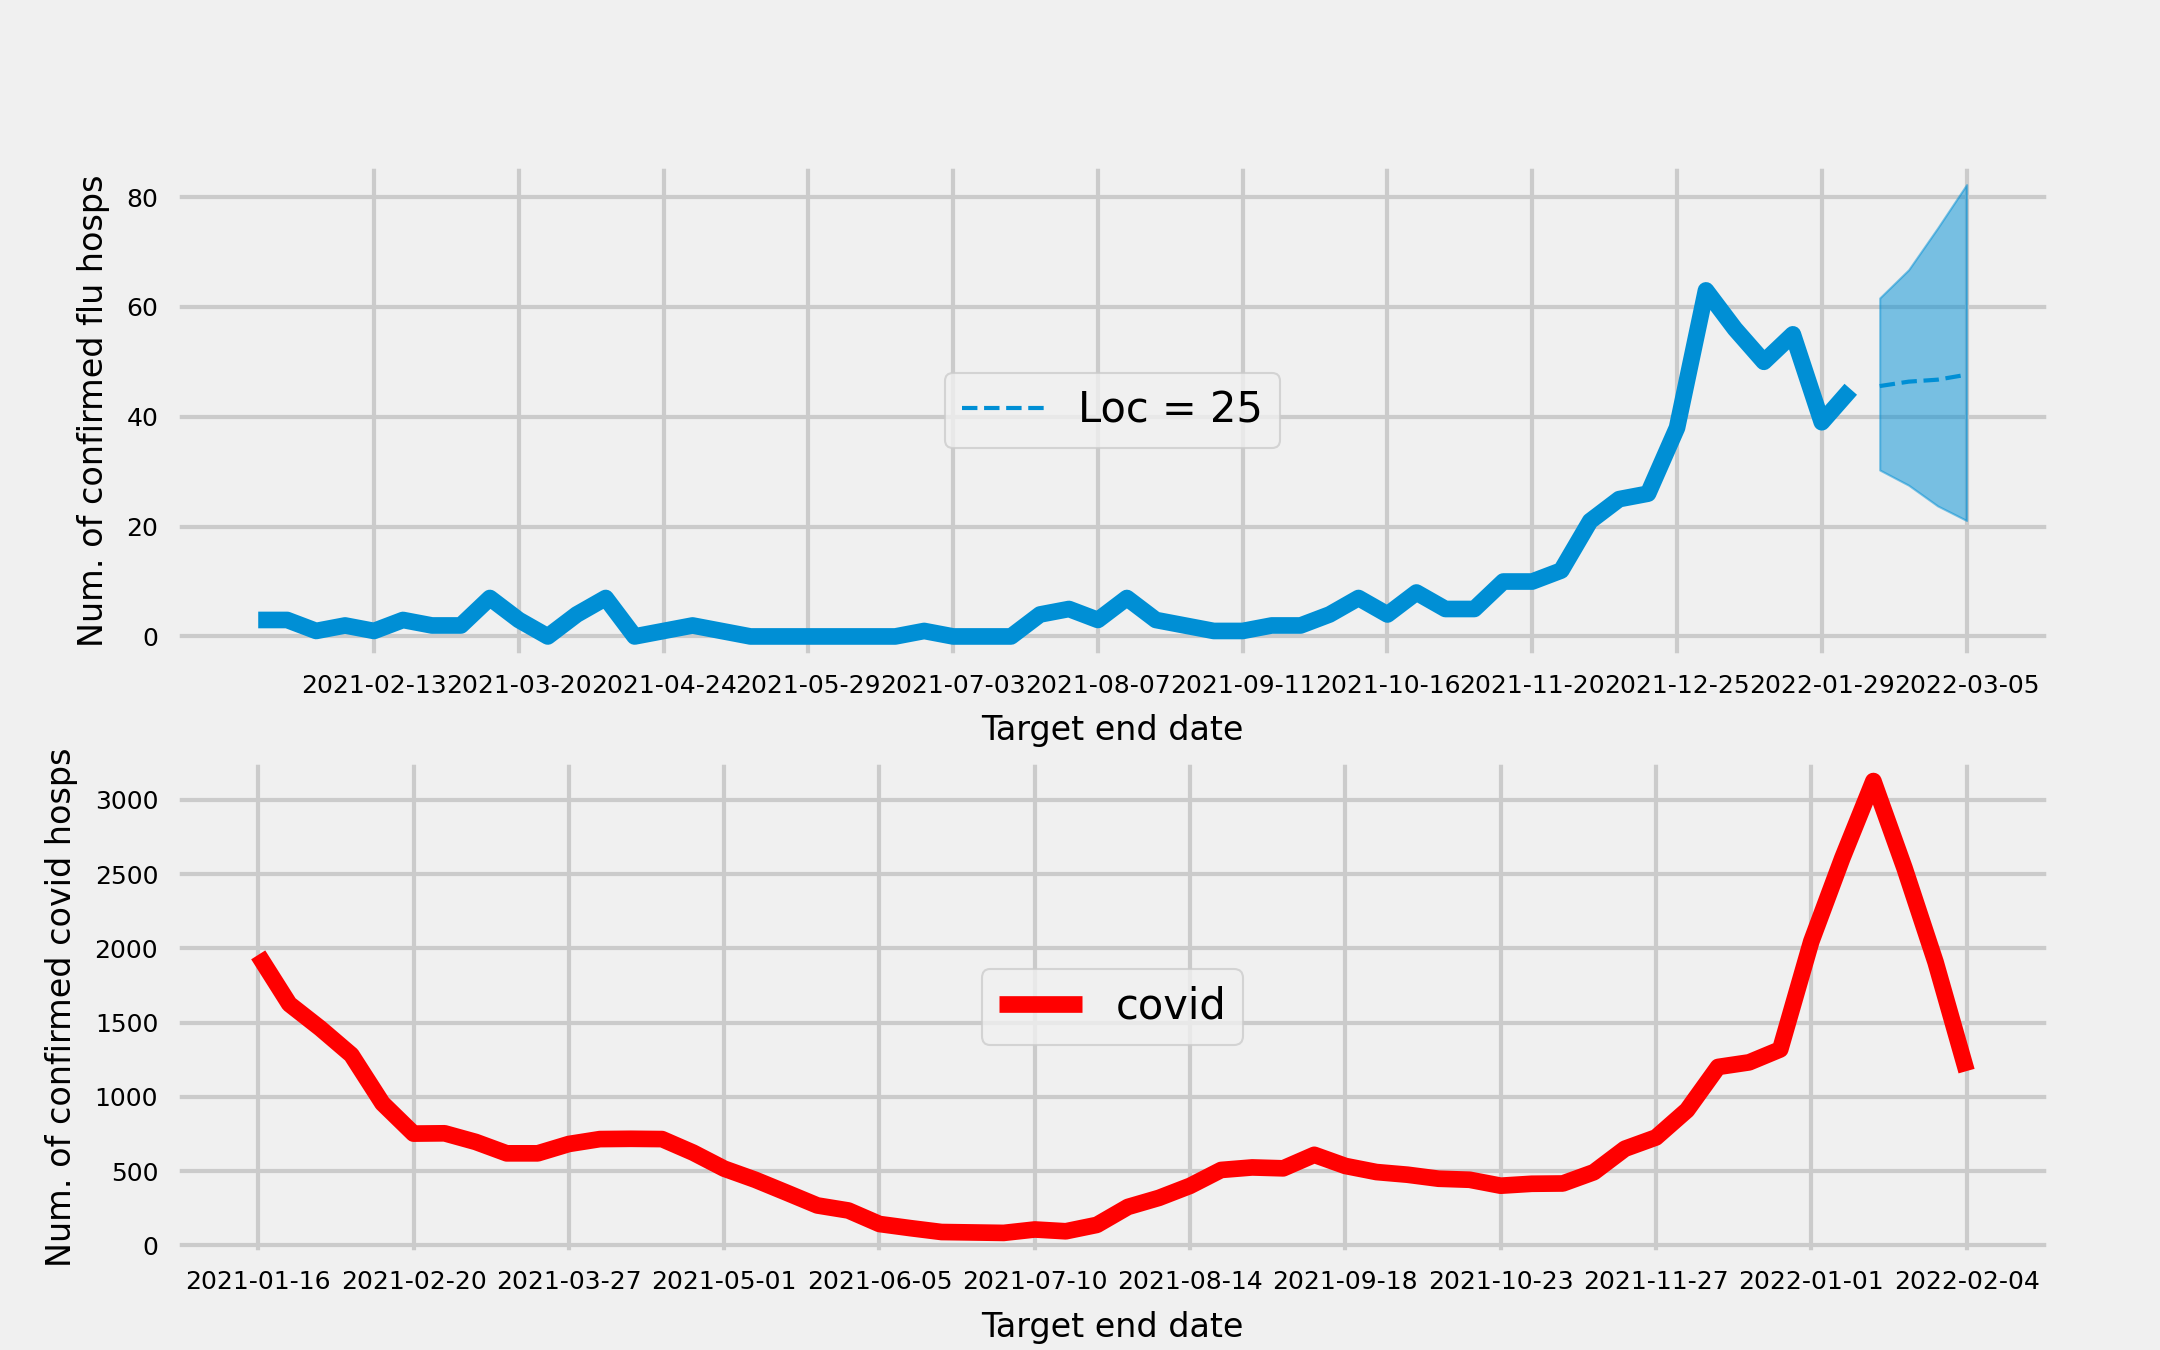 Num. of confirmed flu hosps
80
60
40
20
0
Loc = 25
2021-02-13 2021-03-20 2021-04-24 2021-05-29 2021-07-03 2021-08-07 2021-09-11 2021-10-16 2021-11-20 2021-12-25 2022-01-29 2022-03-05
Target end date
Num. of confirmed covid hosps
3000
2500
2000
1500
1000
500
0
covid
2021-01-16 2021-02-20 2021-03-27 2021-05-01 2021-06-05 2021-07-10 2021-08-14 2021-09-18 2021-10-23 2021-11-27 2022-01-01 2022-02-04
Target end date